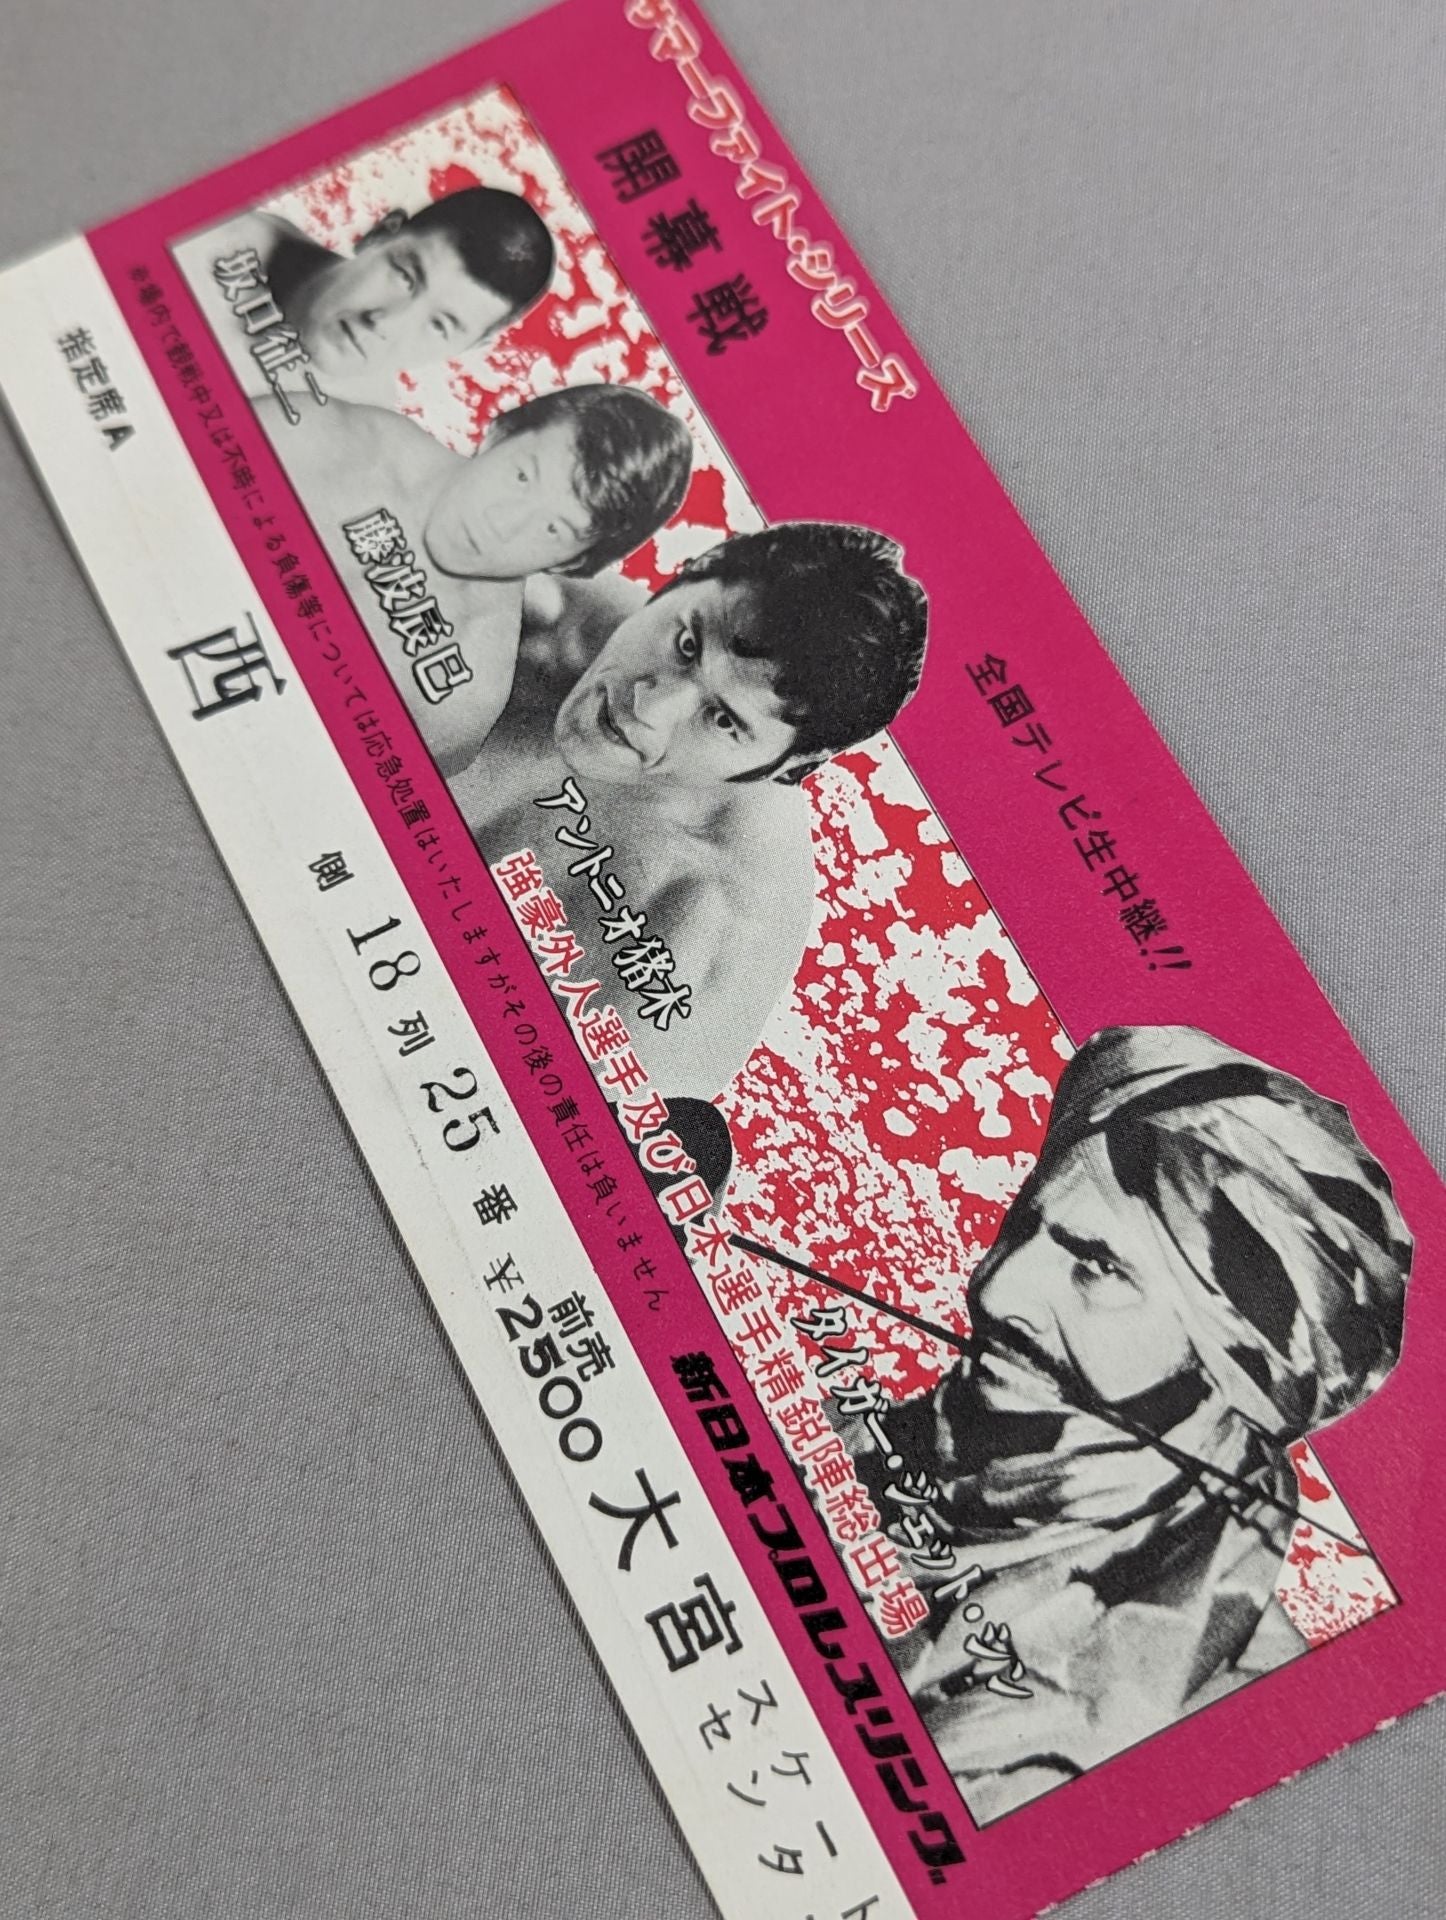 サマーファイト・シリーズ
開幕戦
全国テレビ生中継!!
坂口征二
藤波辰巳
アントニオ猪木
タイガー・ジェット・シン
強豪外人選手及び日本選手精鋭陣総出場
※場内で観戦中又は不時による負傷等については応急処置はいたしますがその後の責任は負いません
新日本プロレスリング
指定席A
西側 18列 25番
前売
¥2500
大宮スケートセンター